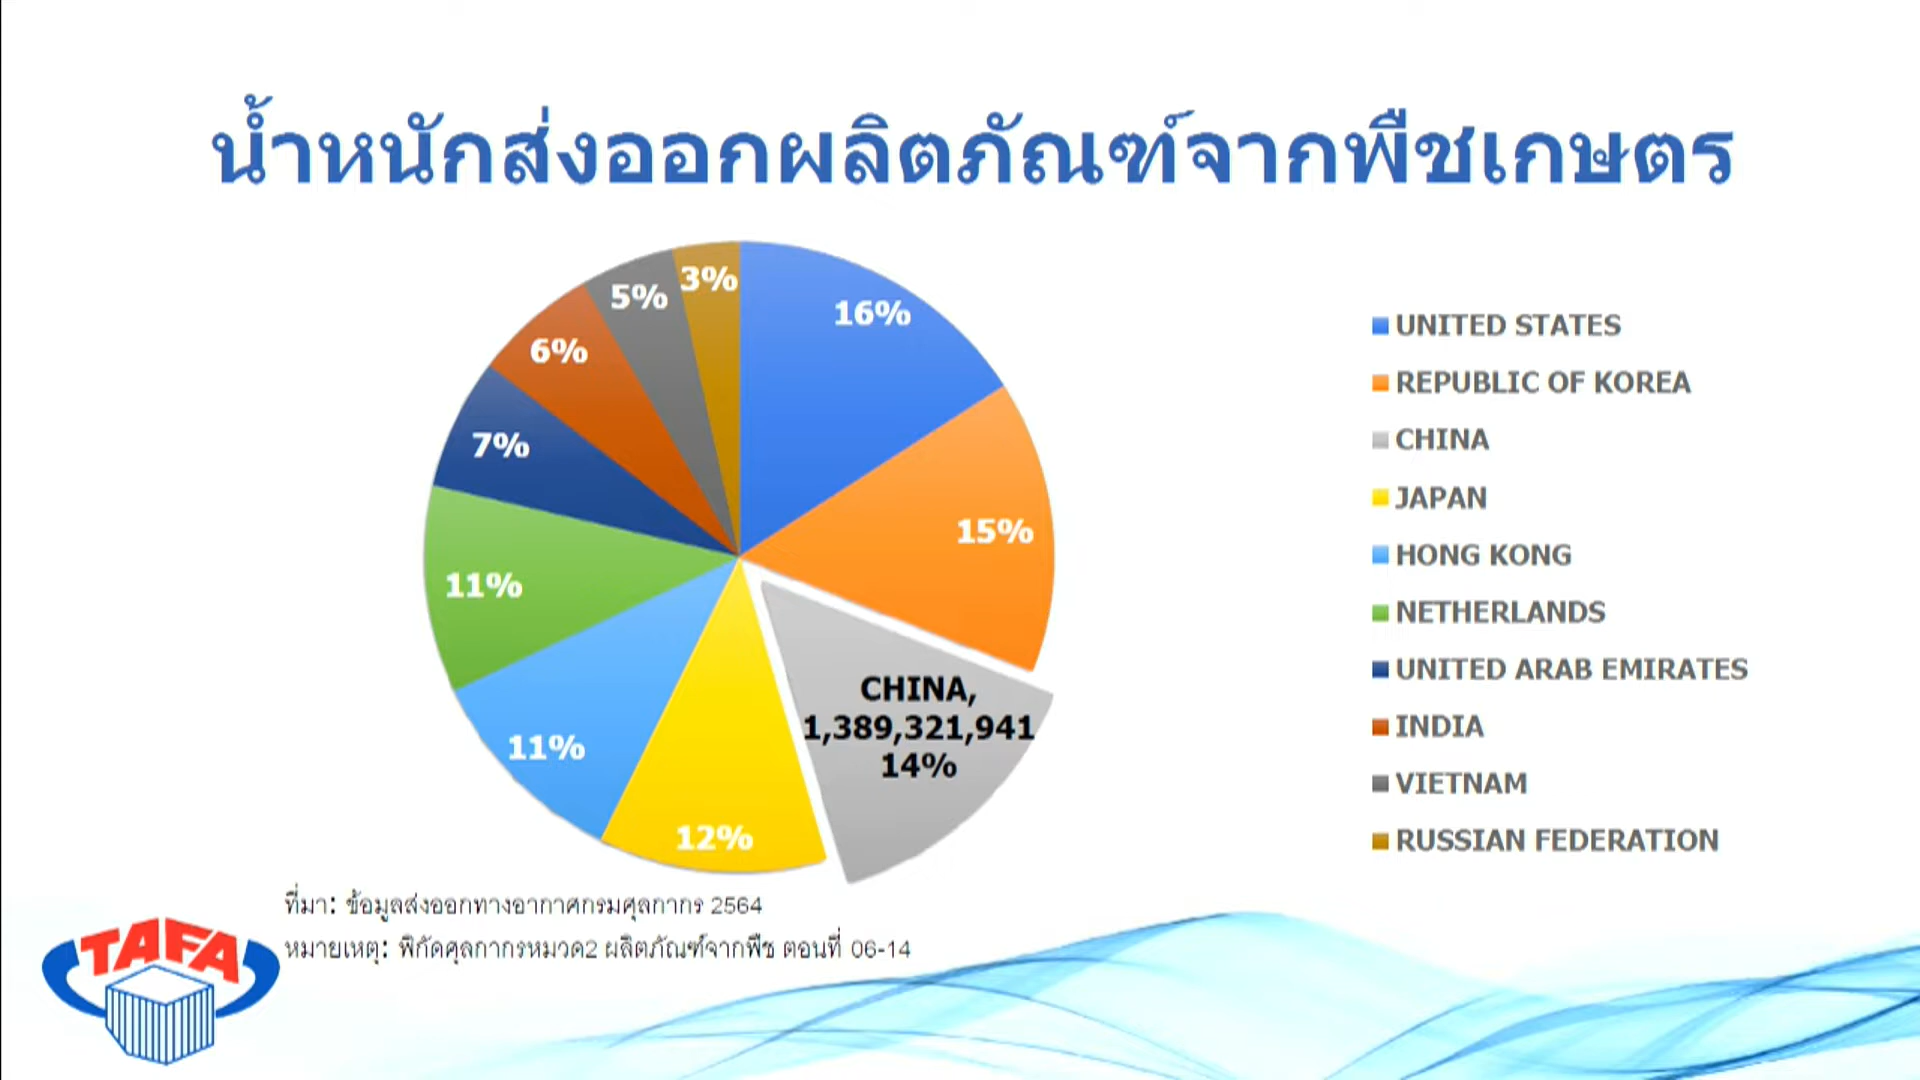 น้ำหนักส่งออกผลิตภัณฑ์จากพืชเกษตร
3%
16%
5%
6%
7%
15%
11%
CHINA,
1,389,321,941
14%
11%
12%
UNITED STATES
REPUBLIC OF KOREA
CHINA
JAPAN
HONG KONG
NETHERLANDS
UNITED ARAB EMIRATES
INDIA
VIETNAM
RUSSIAN FEDERATION
ที่มา: ข้อมูลส่งออกทางอากาศกรมศุลกากร 2564
หมายเหตุ: พิกัดศุลกากรหมวด2 ผลิตภัณฑ์จากพืช ตอนที่ 06-14
TAFA